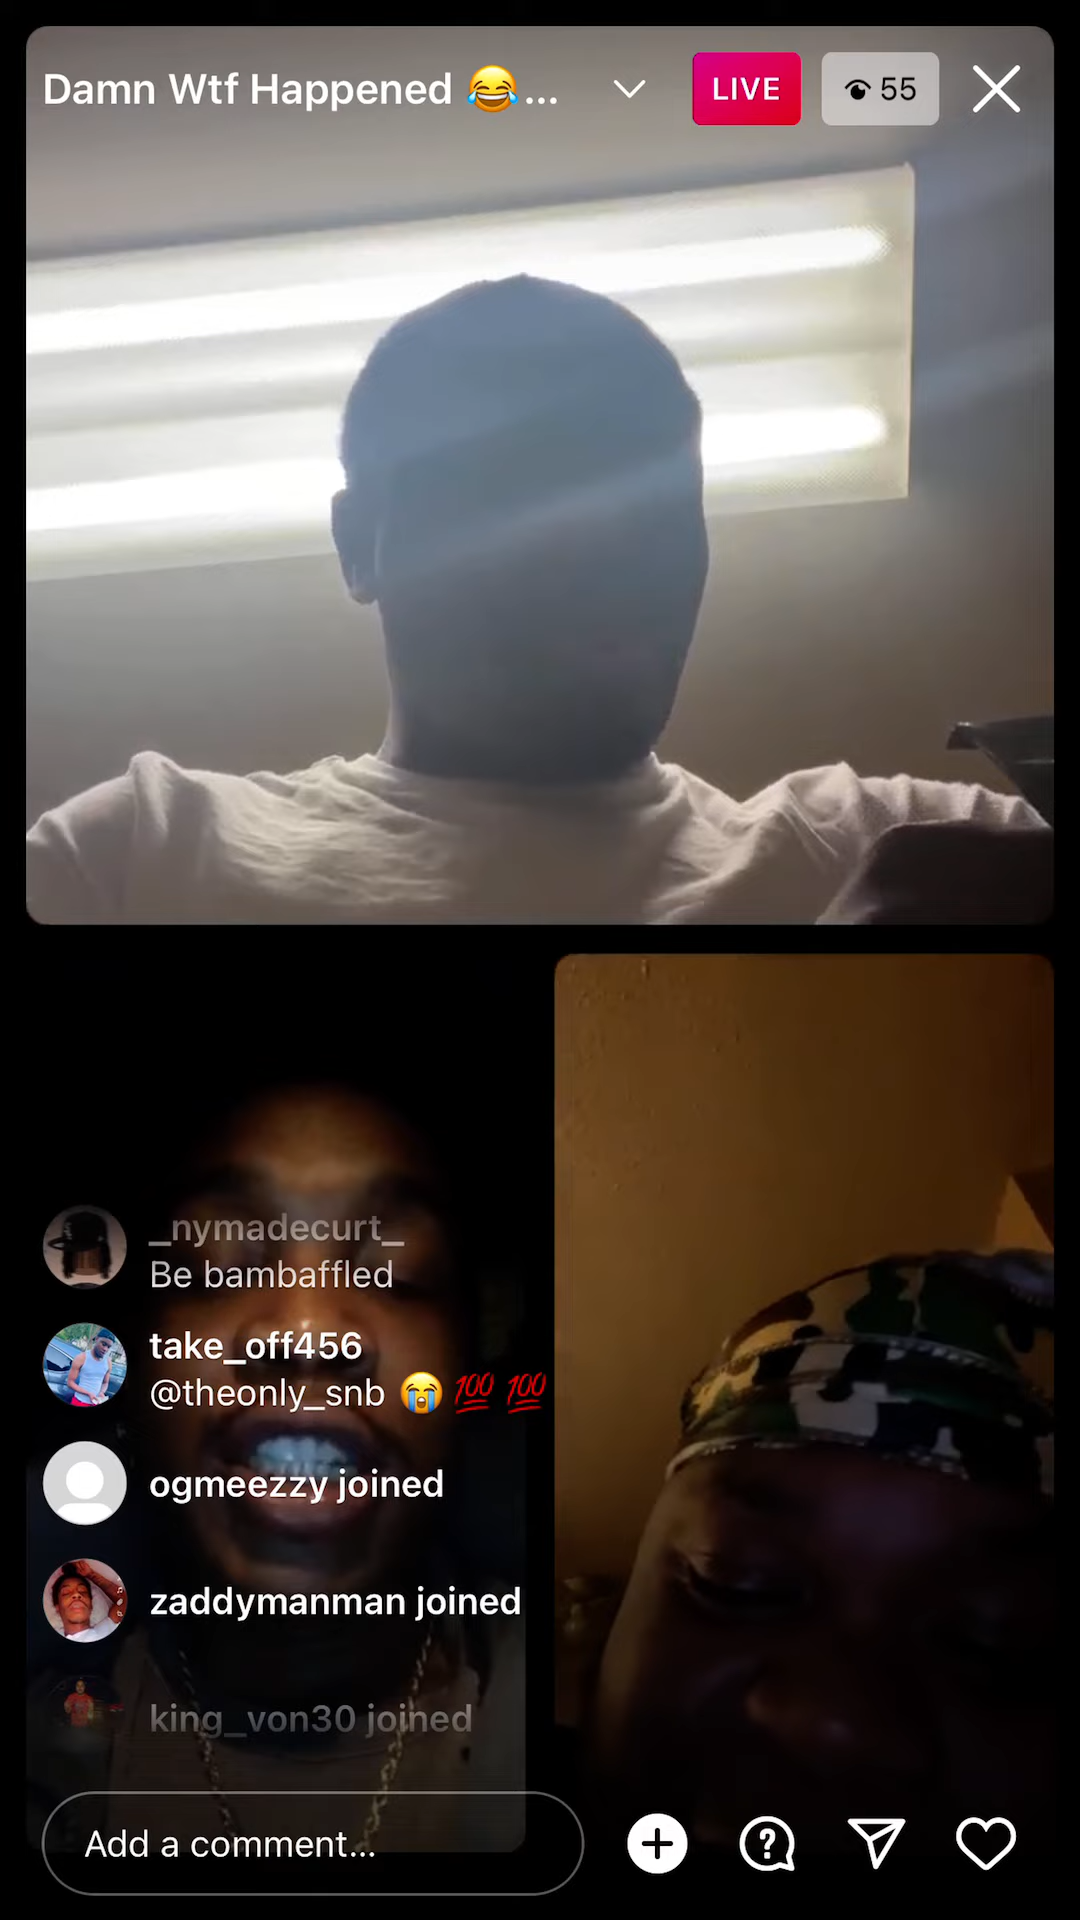 Damn Wtf Happened 😂...
LIVE
55
_nymadecurt_
Be bambaffled
take_off456
@theonly_snb 😭 💯 💯
ogmeezzy joined
zaddymanman joined
king_von30 joined
Add a comment...